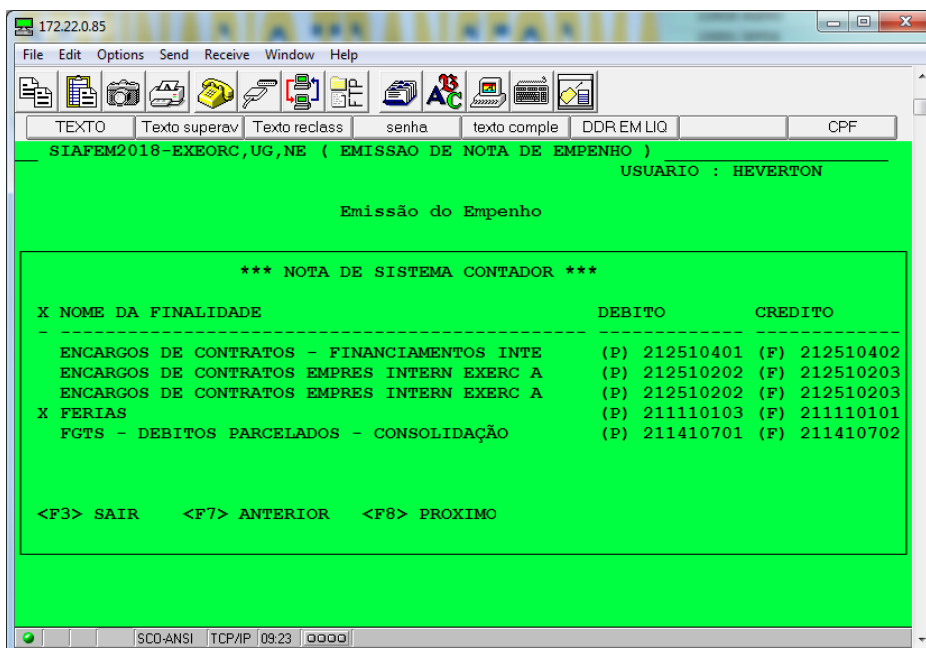 172.22.0.85
File Edit Options Send Receive Window Help
TEXTO Texto superav Texto reclass senha texto comple DDR EM LIQ CPF
SIAFEM2018-EXEORC,UG,NE ( EMISSAO DE NOTA DE EMPENHO )
USUARIO : HEVERTON
Emissão do Empenho
*** NOTA DE SISTEMA CONTADOR ***
X NOME DA FINALIDADE DEBITO CREDITO
ENCARGOS DE CONTRATOS - FINANCIAMENTOS INTE (P) 212510401 (F) 212510402
ENCARGOS DE CONTRATOS EMPRES INTERN EXERC A (P) 212510202 (F) 212510203
ENCARGOS DE CONTRATOS EMPRES INTERN EXERC A (P) 212510202 (F) 212510203
X FERIAS (P) 211110103 (F) 211110101
FGTS - DEBITOS PARCELADOS - CONSOLIDAÇÃO (P) 211410701 (F) 211410702
<F3> SAIR <F7> ANTERIOR <F8> PROXIMO
SCO-ANSI TCP/IP 09:23